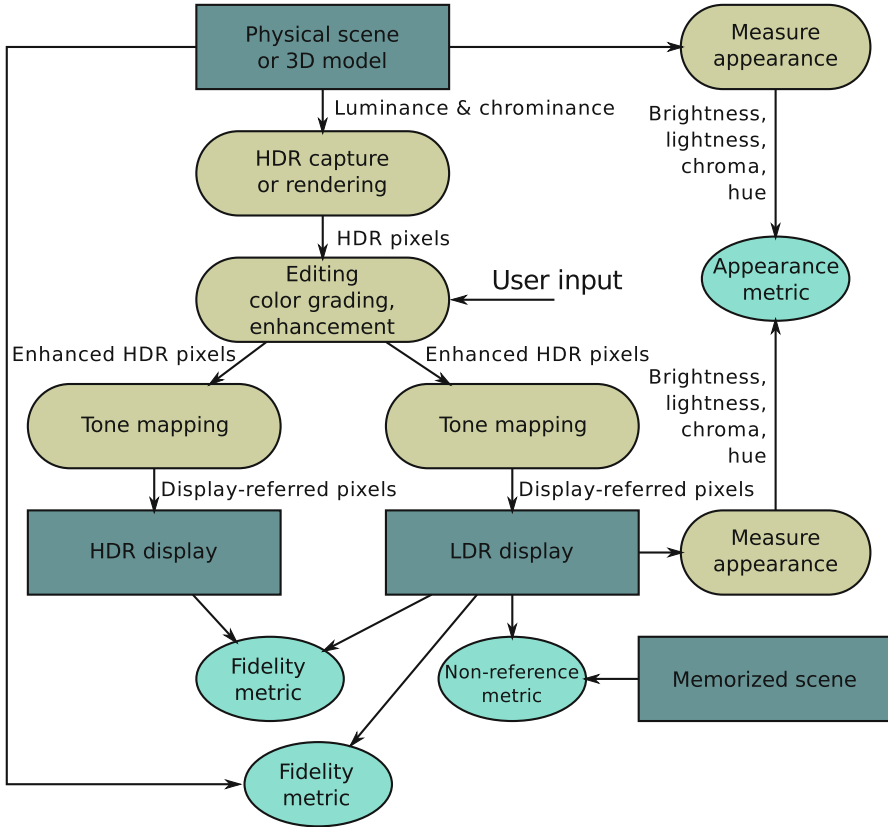 Physical scene
or 3D model
Measure
appearance
Luminance & chrominance
Brightness,
lightness,
chroma,
hue
HDR capture
or rendering
HDR pixels
Appearance
metric
Editing
color grading,
enhancement
User input
Enhanced HDR pixels
Enhanced HDR pixels
Brightness,
lightness,
chroma,
hue
Tone mapping
Tone mapping
Display-referred pixels
Display-referred pixels
HDR display
LDR display
Measure
appearance
Fidelity
metric
Non-reference
metric
Memorized scene
Fidelity
metric